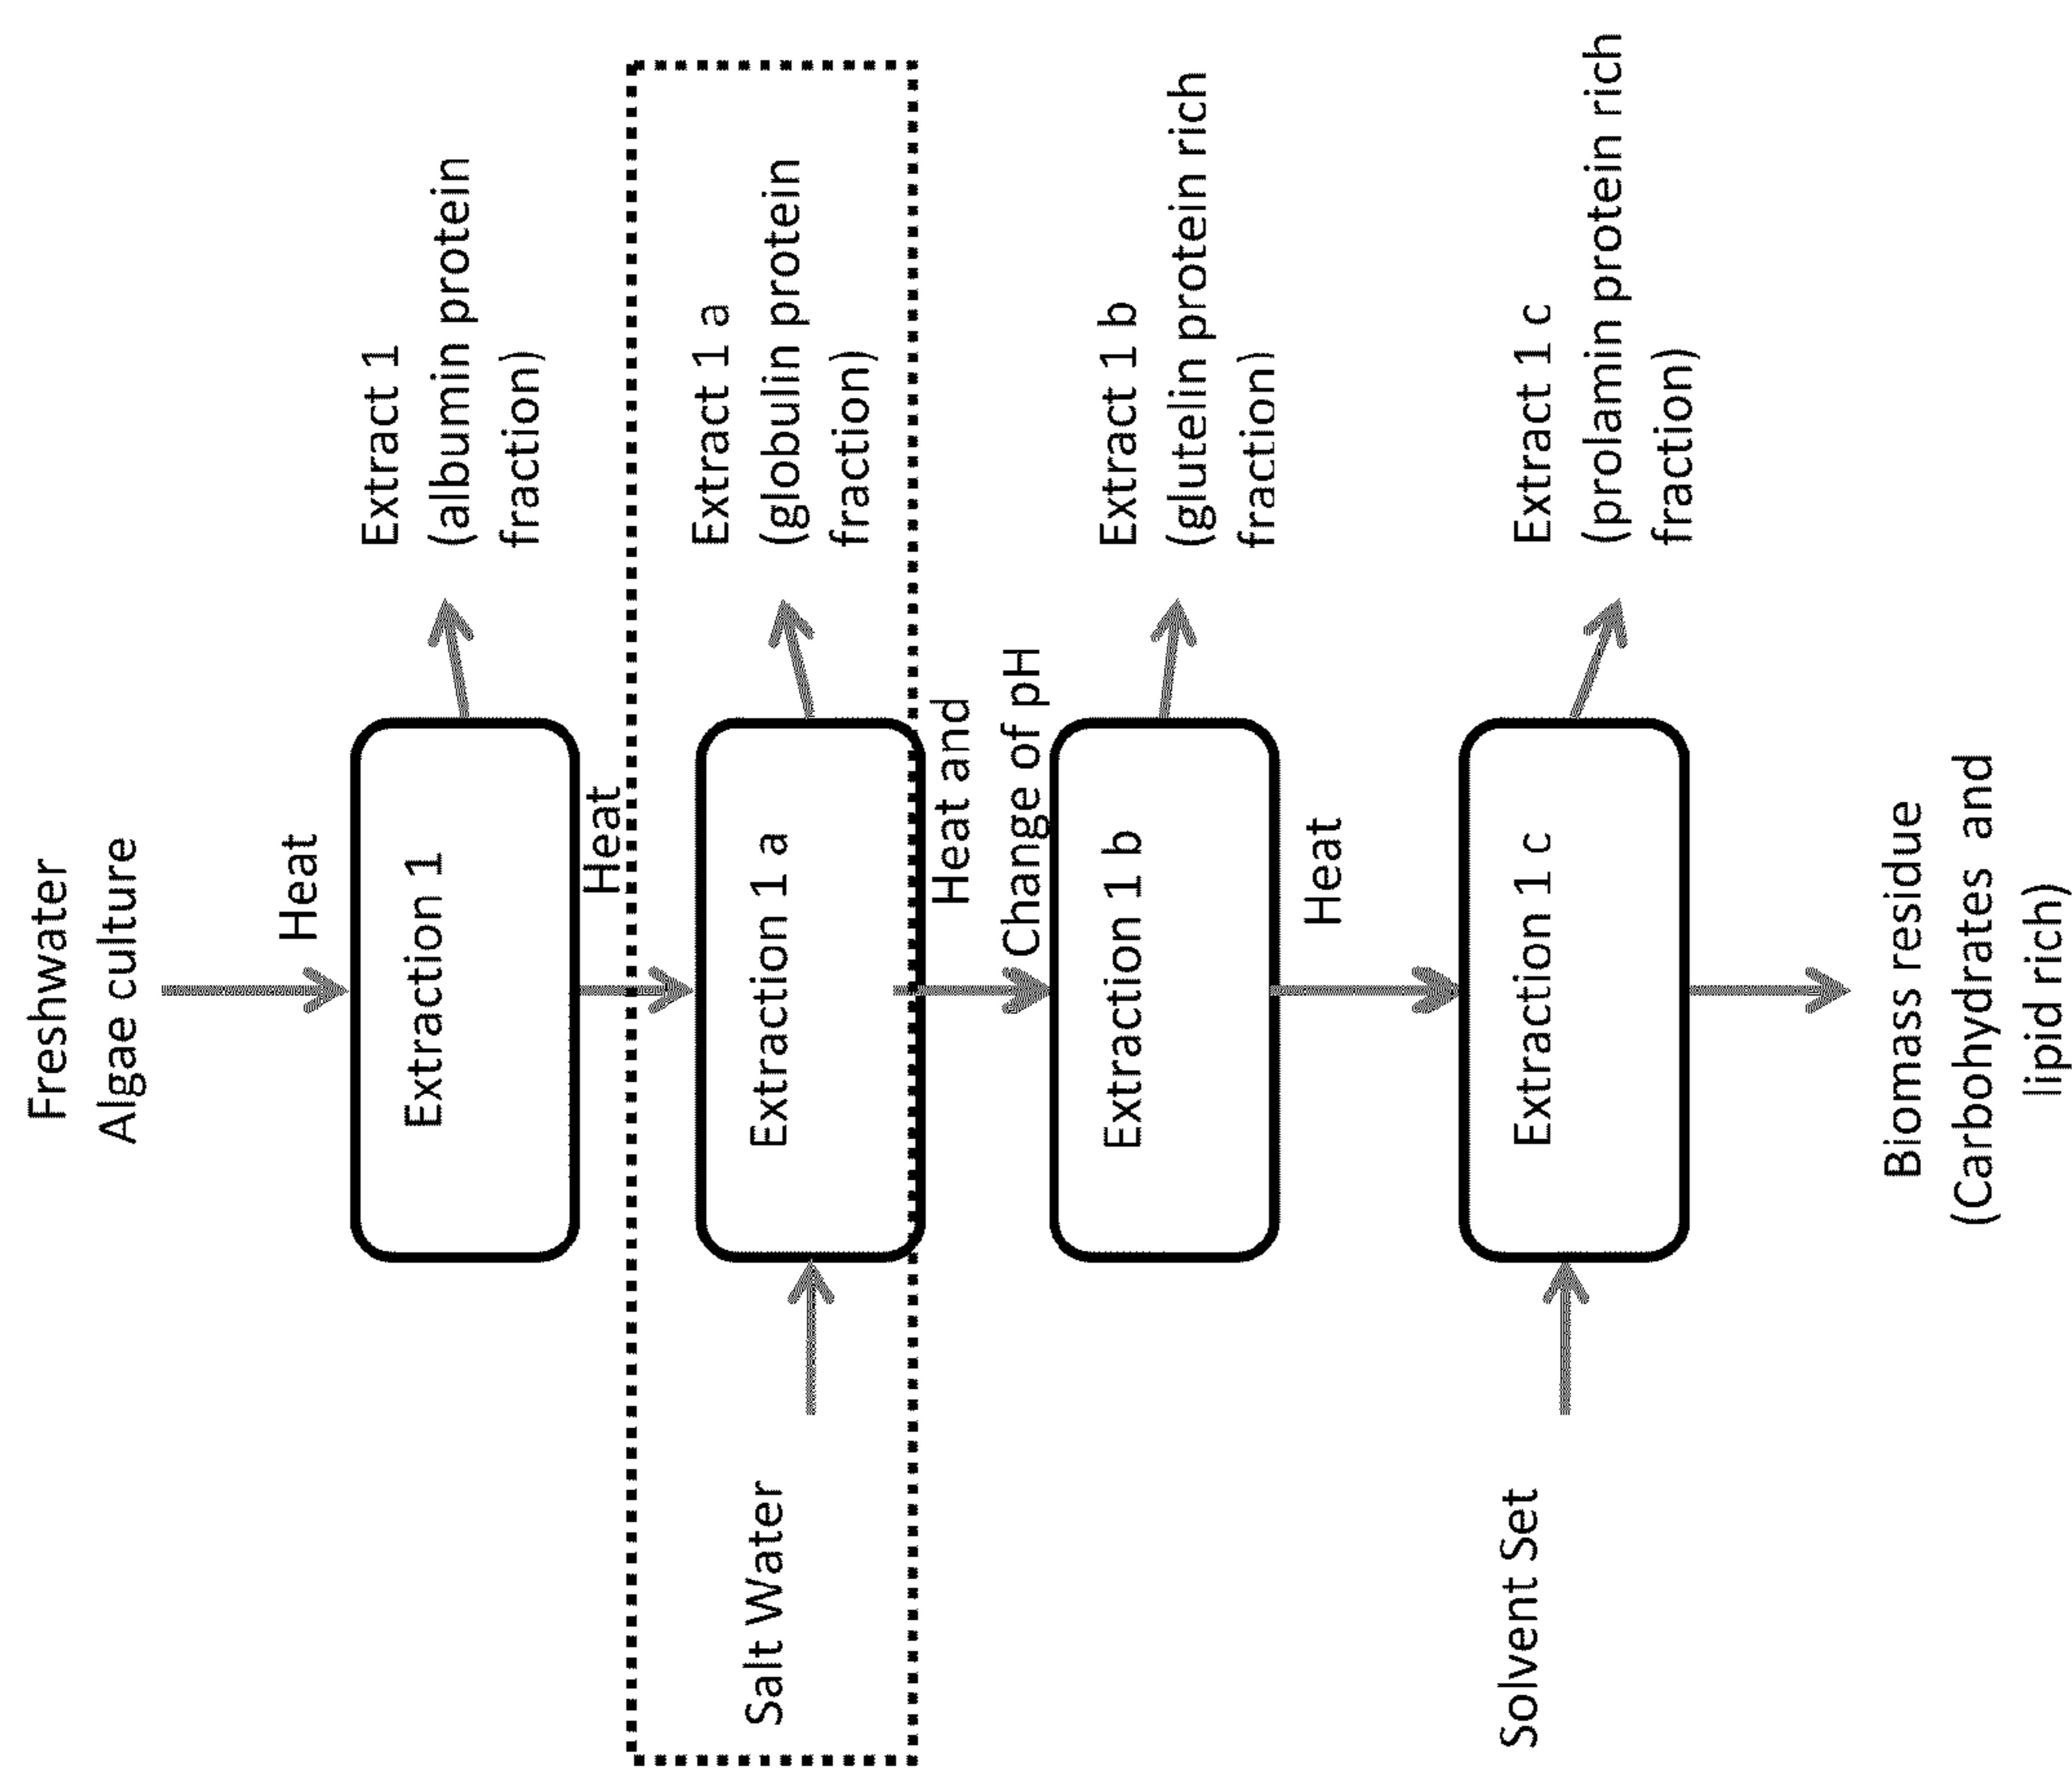 Freshwater
Algae culture
Heat
Extraction 1
Extract 1
(albumin protein
fraction)
Heat
Salt Water
Extraction 1 a
Extract 1 a
(globulin protein
fraction)
Heat and
Change of pH
Extraction 1 b
Extract 1 b
(glutelin protein rich
fraction)
Heat
Solvent Set
Extraction 1 c
Extract 1 c
(prolamin protein rich
fraction)
Biomass residue
(Carbohydrates and
lipid rich)